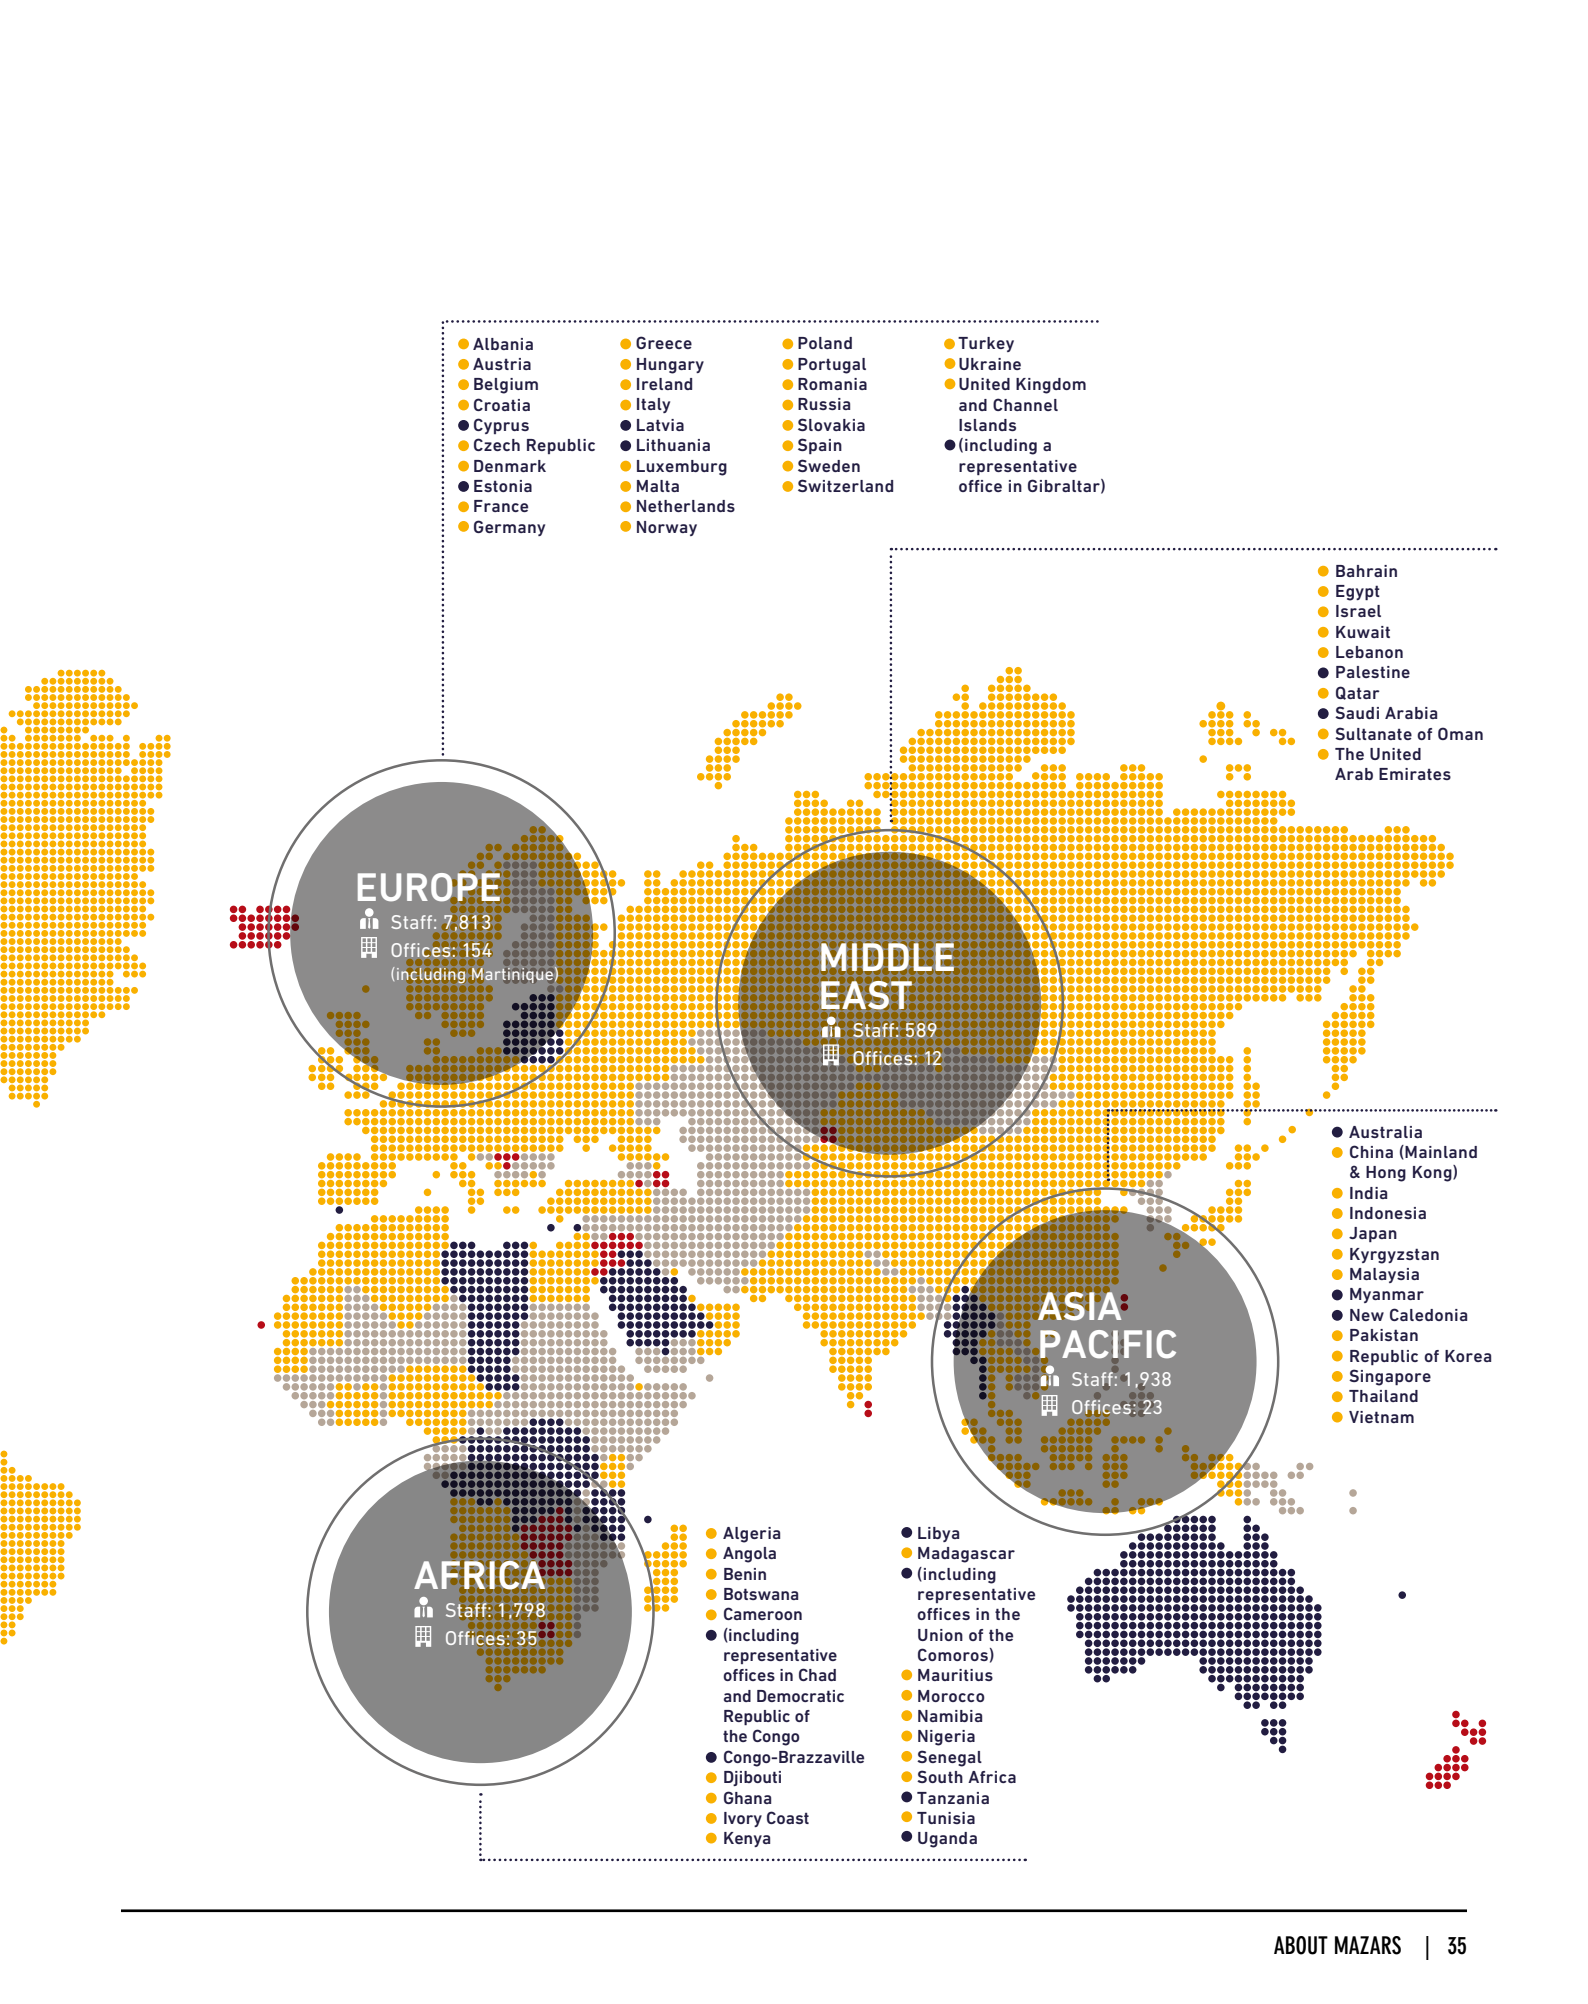 Albania
Austria
Belgium
Croatia
Cyprus
Czech Republic
Denmark
Estonia
France
Germany
Greece
Hungary
Ireland
Italy
Latvia
Lithuania
Luxemburg
Malta
Netherlands
Norway
Poland
Portugal
Romania
Russia
Slovakia
Spain
Sweden
Switzerland
Turkey
Ukraine
United Kingdom
and Channel
Islands
(including a
representative
office in Gibraltar)
Bahrain
Egypt
Israel
Kuwait
Lebanon
Palestine
Qatar
Saudi Arabia
Sultanate of Oman
The United
Arab Emirates
EUROPE
Staff: 7,813
Offices: 154
(including Martinique)
MIDDLE
EAST
Staff: 589
Offices: 12
Australia
China (Mainland
& Hong Kong)
India
Indonesia
Japan
Kyrgyzstan
Malaysia
Myanmar
New Caledonia
Pakistan
Republic of Korea
Singapore
Thailand
Vietnam
ASIA
PACIFIC
Staff: 1,938
Offices: 23
AFRICA
Staff: 1,798
Offices: 35
Algeria
Angola
Benin
Botswana
Cameroon
(including
representative
offices in Chad
and Democratic
Republic of
the Congo
Congo-Brazzaville
Djibouti
Ghana
Ivory Coast
Kenya
Libya
Madagascar
(including
representative
offices in the
Union of the
Comoros)
Mauritius
Morocco
Namibia
Nigeria
Senegal
South Africa
Tanzania
Tunisia
Uganda
ABOUT MAZARS | 35